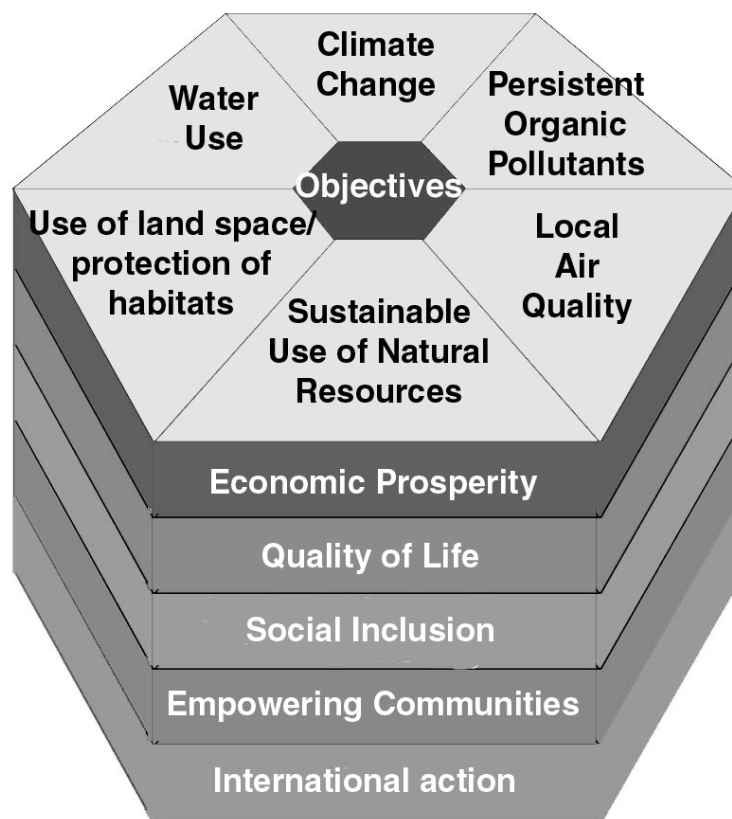 Climate
Change
Persistent
Organic
Pollutants
Water
Use
Objectives
Use of land space/
protection of
habitats
Local
Air
Quality
Sustainable
Use of Natural
Resources
Economic Prosperity
Quality of Life
Social Inclusion
Empowering Communities
International action